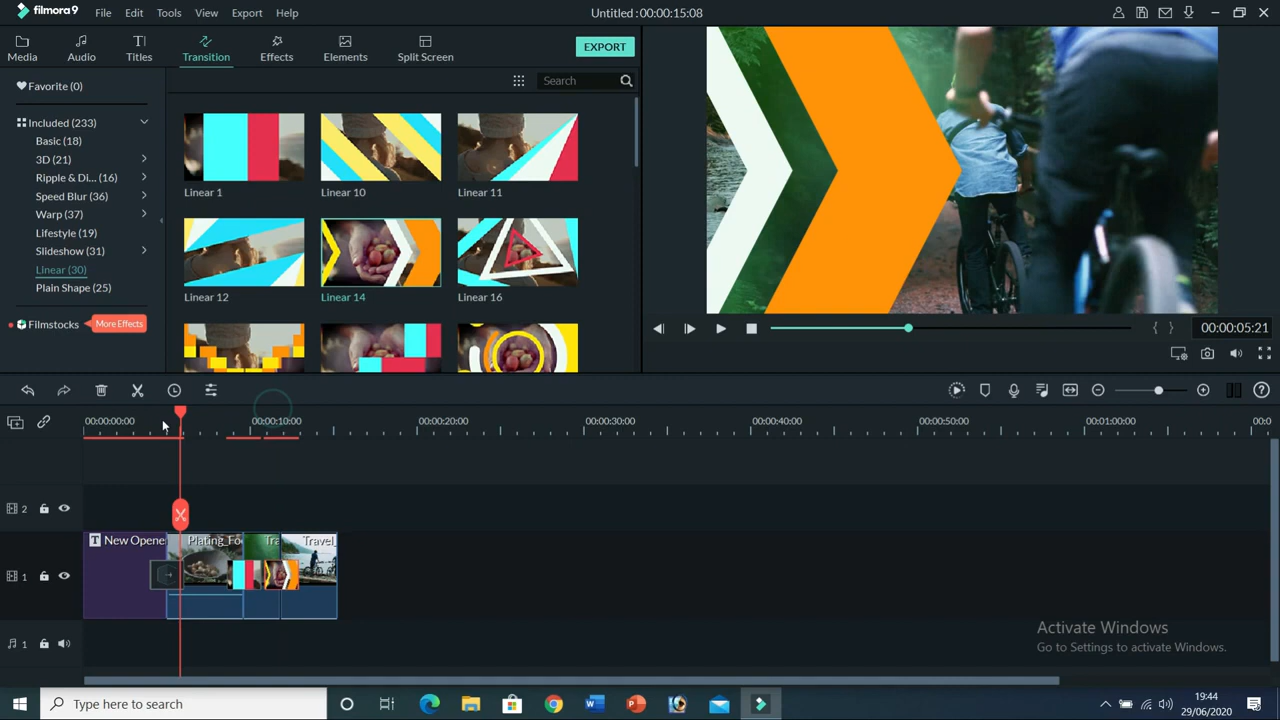 filmora9
File Edit Tools View Export Help
Untitled : 00:00:15:08
Media Audio Titles Transition Effects Elements Split Screen
EXPORT
Favorite (0)
Search
Included (233)
Basic (18)
3D (21)
Ripple & Di... (16)
Speed Blur (36)
Warp (37)
Lifestyle (19)
Slideshow (31)
Linear (30)
Plain Shape (25)
Filmstocks More Effects
Linear 1 Linear 10 Linear 11
Linear 12 Linear 14 Linear 16
00:00:05:21
00:00:00:00 00:00:10:00 00:00:20:00 00:00:30:00 00:00:40:00 00:00:50:00 00:01:00:00 00:0
2
T New Opene Plating_Fo Tra Travel_
1
1
Activate Windows
Go to Settings to activate Windows.
Type here to search
19:44
29/06/2020